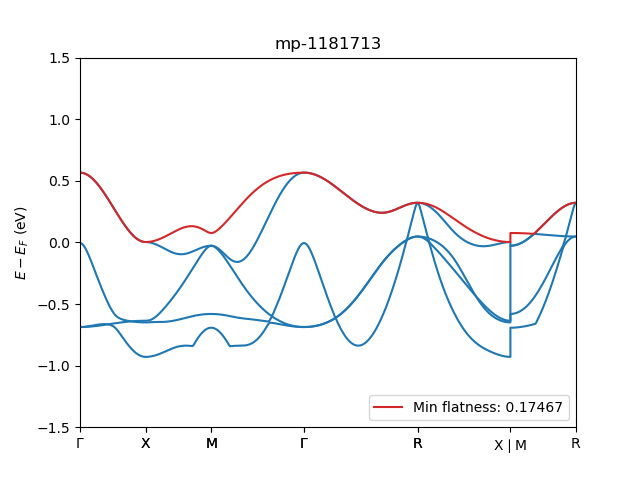 mp-1181713
E − E_F (eV)
1.5
1.0
0.5
0.0
−0.5
−1.0
−1.5
Min flatness: 0.17467
Γ X M Γ R X | M R